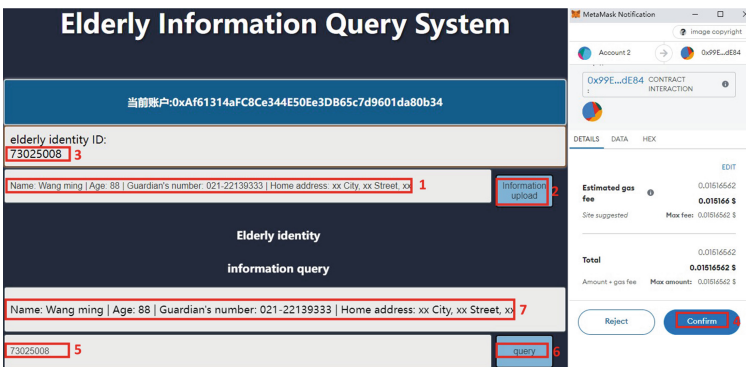 Elderly Information Query System
当前账户:0xAf61314aFC8Ce344E50Ee3DB65c7d9601da80b34
elderly identity ID:
73025008 3
Name: Wang ming | Age: 88 | Guardian's number: 021-22139333 | Home address: xx City, xx Street, xx 1
Information
upload 2
Elderly identity
information query
Name: Wang ming | Age: 88 | Guardian's number: 021-22139333 | Home address: xx City, xx Street, xx 7
73025008 5
query 6
MetaMask Notification
image copyright
Account 2
0x99E...dE84
0x99E...dE84 CONTRACT
: INTERACTION
DETAILS DATA HEX
EDIT
Estimated gas
fee
0.01516562
0.015166 $
Site suggested Max fee: 0.01516562 $
Total
0.01516562
0.01516562 $
Amount + gas fee Max amount: 0.01516562 $
Reject
Confirm 4